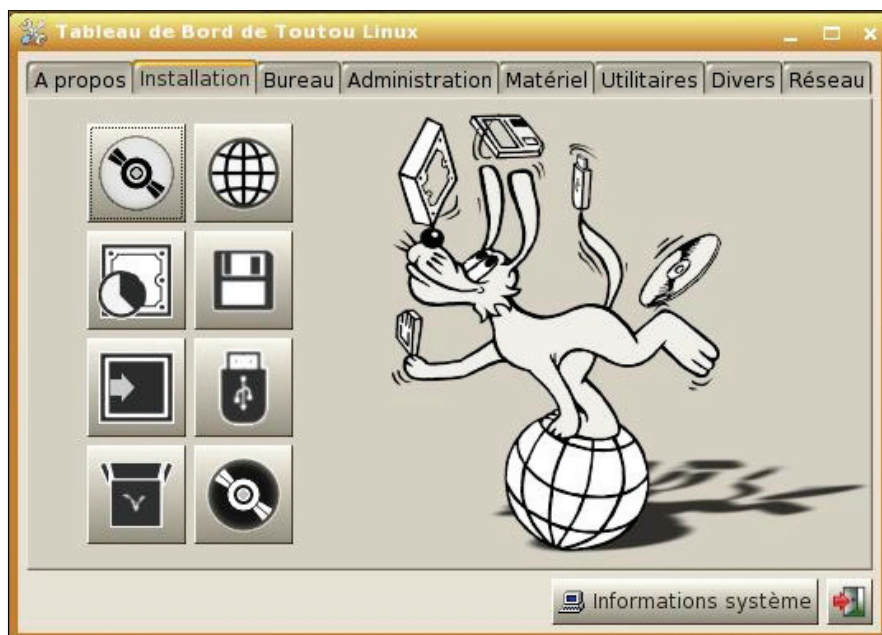 Tableau de Bord de Toutou Linux
A propos Installation Bureau Administration Matériel Utilitaires Divers Réseau
Informations système